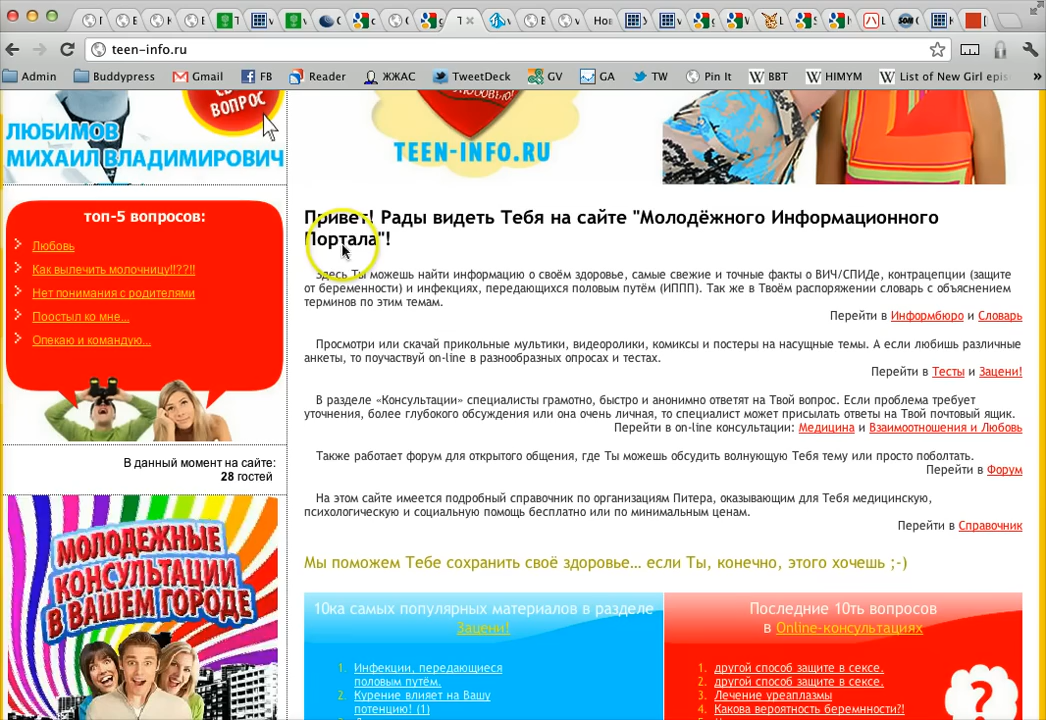 teen-info.ru
Admin
Buddypress
Gmail
FB
Reader
ЖЖАС
TweetDeck
GV
GA
TW
Pin It
BBT
HIMYM
List of New Girl epis
ВОПРОС
ЛЮБИМОВ
МИХАИЛ ВЛАДИМИРОВИЧ
TEEN-INFO.RU
топ-5 вопросов:
Любовь
Как вылечить молочницу!!??!!
Нет понимания с родителями
Поостыл ко мне...
Опекаю и командую...
В данный момент на сайте:
28 гостей
МОЛОДЕЖНЫЕ
КОНСУЛЬТАЦИИ
В ВАШЕМ ГОРОДЕ
Привет! Рады видеть Тебя на сайте "Молодёжного Информационного
Портала"!
Здесь Ты можешь найти информацию о своём здоровье, самые свежие и точные факты о ВИЧ/СПИДе, контрацепции (защите
от беременности) и инфекциях, передающихся половым путём (ИППП). Так же в Твоём распоряжении словарь с объяснением
терминов по этим темам.
Перейти в Информбюро и Словарь
Просмотри или скачай прикольные мультики, видеоролики, комиксы и постеры на насущные темы. А если любишь различные
анкеты, то поучаствуй on-line в разнообразных опросах и тестах.
Перейти в Тесты и Зацени!
В разделе «Консультации» специалисты грамотно, быстро и анонимно ответят на Твой вопрос. Если проблема требует
уточнения, более глубокого обсуждения или она очень личная, то специалист может присылать ответы на Твой почтовый ящик.
Перейти в on-line консультации: Медицина и Взаимоотношения и Любовь
Также работает форум для открытого общения, где Ты можешь обсудить волнующую Тебя тему или просто поболтать.
Перейти в Форум
На этом сайте имеется подробный справочник по организациям Питера, оказывающим для Тебя медицинскую,
психологическую и социальную помощь бесплатно или по минимальным ценам.
Перейти в Справочник
Мы поможем Тебе сохранить своё здоровье… если Ты, конечно, этого хочешь ;-)
10ка самых популярных материалов в разделе
Зацени!
1. Инфекции, передающиеся
половым путём.
2. Курение влияет на Вашу
потенцию! (1)
Последние 10ть вопросов
в Online-консультациях
1. другой способ защите в сексе.
2. другой способ защите в сексе.
3. Лечение уреаплазмы
4. Какова вероятность беремнности?!